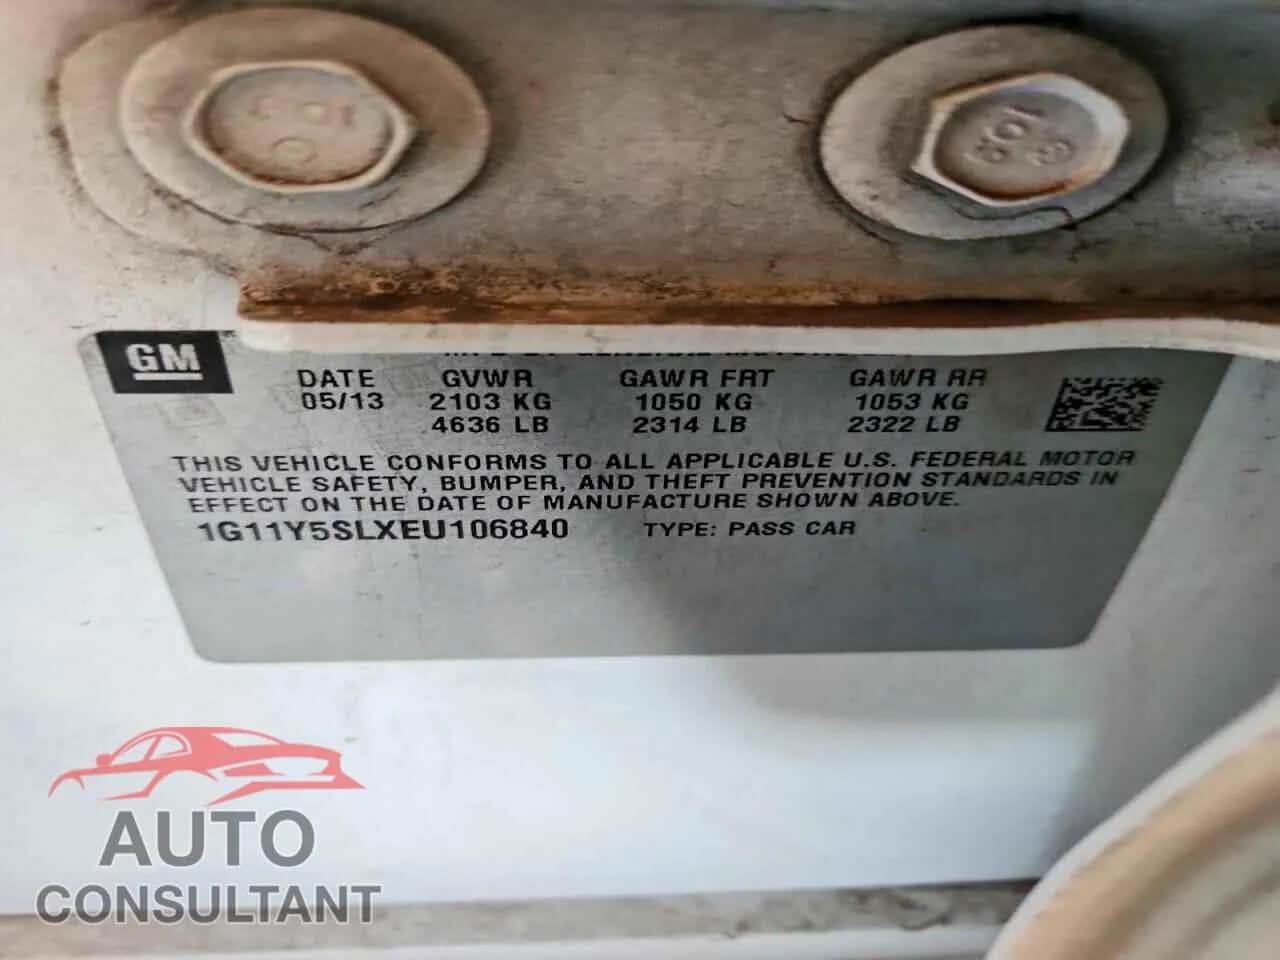 GM
DATE GVWR GAWR FRT GAWR RR
05/13 2103 KG 1050 KG 1053 KG
4636 LB 2314 LB 2322 LB
THIS VEHICLE CONFORMS TO ALL APPLICABLE U.S. FEDERAL MOTOR
VEHICLE SAFETY, BUMPER, AND THEFT PREVENTION STANDARDS IN
EFFECT ON THE DATE OF MANUFACTURE SHOWN ABOVE.
1G11Y5SLXEU106840 TYPE: PASS CAR
AUTO
CONSULTANT